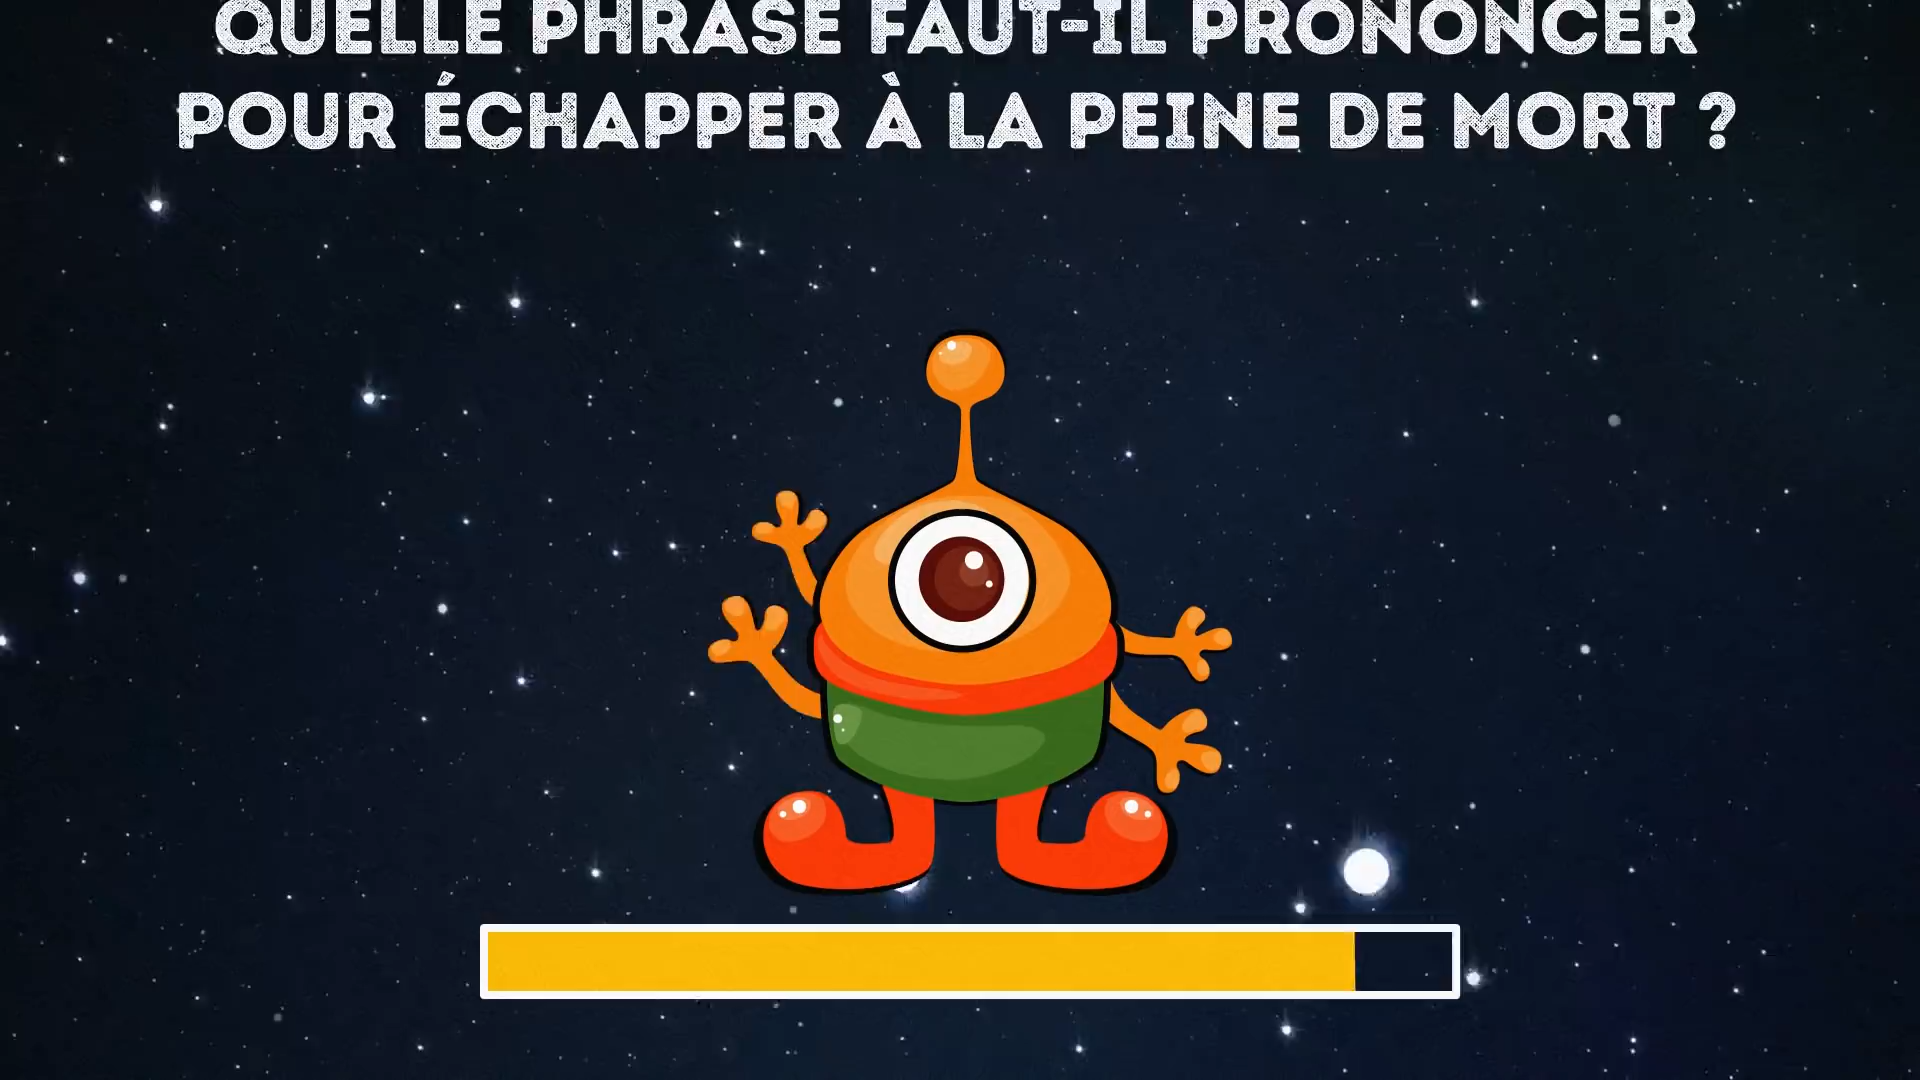 QUELLE PHRASE FAUT-IL PRONONCER
POUR ÉCHAPPER À LA PEINE DE MORT ?